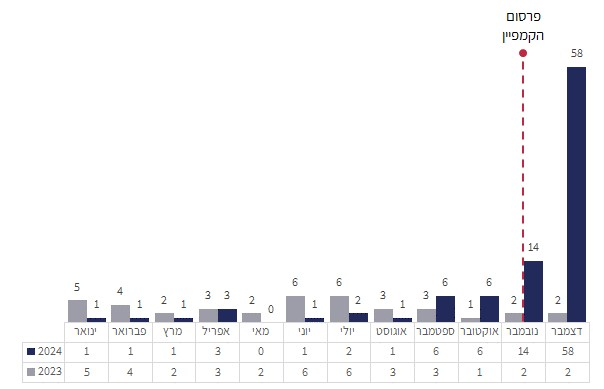 פרסום
הקמפיין
58
14
5 1 4 1 2 1 3 3 2 0 6 1 6 2 3 1 3 6 1 6 2 2
ינואר פברואר מרץ אפריל מאי יוני יולי אוגוסט ספטמבר אוקטובר נובמבר דצמבר
2024 1 1 1 3 0 1 2 1 6 6 14 58
2023 5 4 2 3 2 6 6 3 3 1 2 2